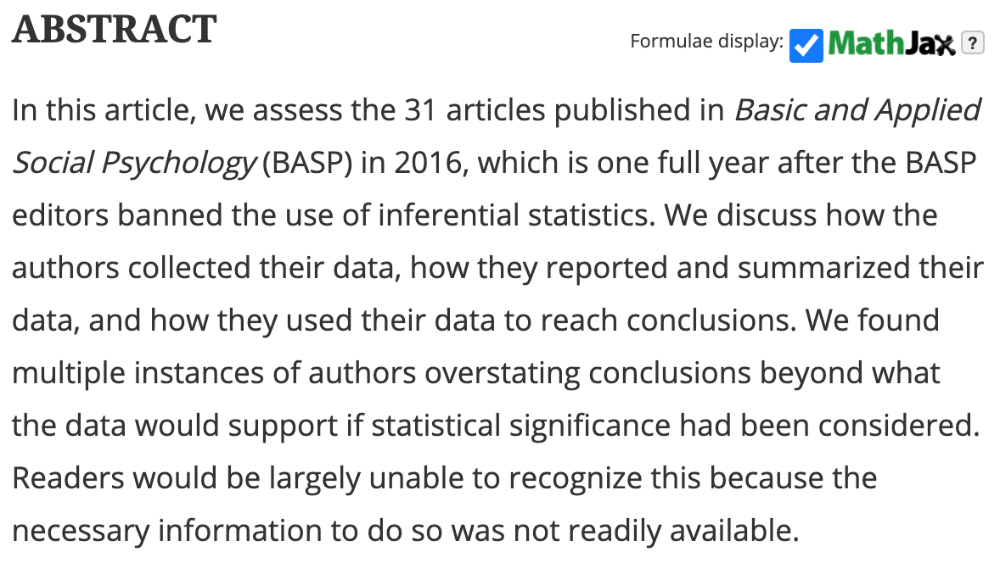 ABSTRACT
Formulae display: MathJax ?
In this article, we assess the 31 articles published in Basic and Applied
Social Psychology (BASP) in 2016, which is one full year after the BASP
editors banned the use of inferential statistics. We discuss how the
authors collected their data, how they reported and summarized their
data, and how they used their data to reach conclusions. We found
multiple instances of authors overstating conclusions beyond what
the data would support if statistical significance had been considered.
Readers would be largely unable to recognize this because the
necessary information to do so was not readily available.